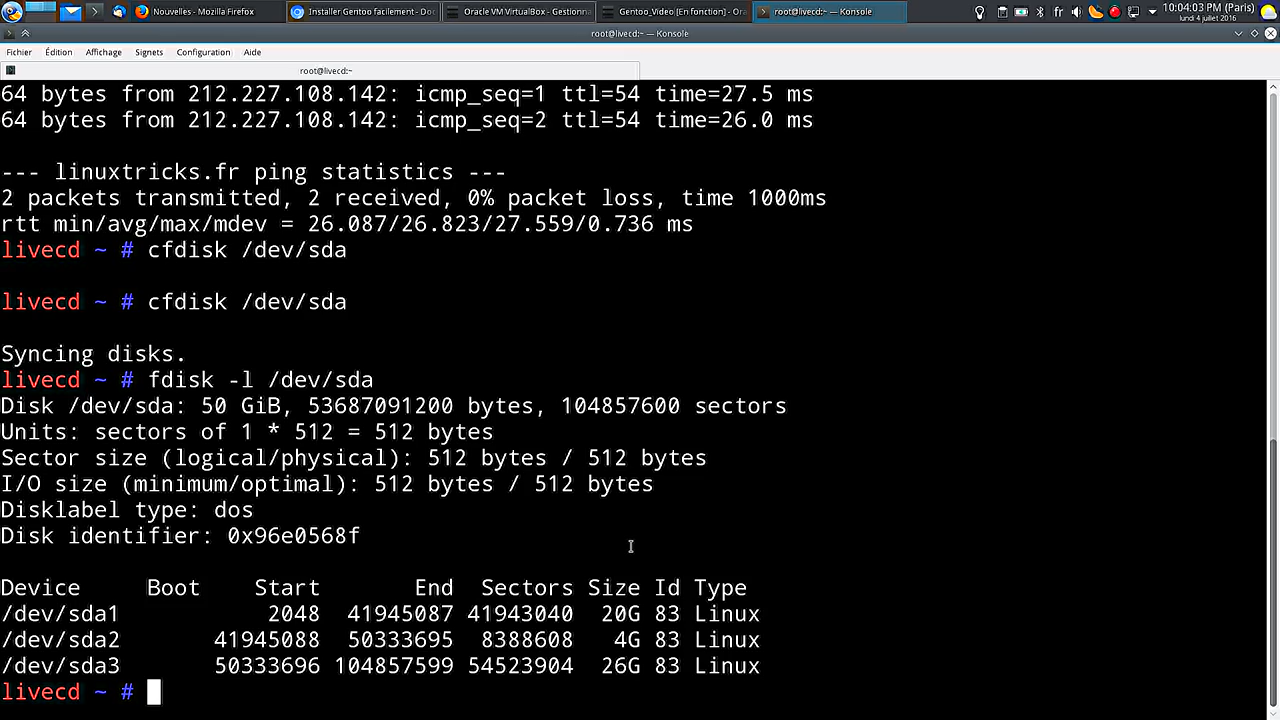 Nouvelles - Mozilla Firefox
Installer Gentoo facilement - Do
Oracle VM VirtualBox - Gestionna
Gentoo_Video [En fonction] - Ora
root@livecd:~ — Konsole
fr
10:04:03 PM (Paris)
lundi 4 juillet 2016
root@livecd:~ — Konsole
Fichier Édition Affichage Signets Configuration Aide
root@livecd:~
64 bytes from 212.227.108.142: icmp_seq=1 ttl=54 time=27.5 ms
64 bytes from 212.227.108.142: icmp_seq=2 ttl=54 time=26.0 ms
--- linuxtricks.fr ping statistics ---
2 packets transmitted, 2 received, 0% packet loss, time 1000ms
rtt min/avg/max/mdev = 26.087/26.823/27.559/0.736 ms
livecd ~ # cfdisk /dev/sda
livecd ~ # cfdisk /dev/sda
Syncing disks.
livecd ~ # fdisk -l /dev/sda
Disk /dev/sda: 50 GiB, 53687091200 bytes, 104857600 sectors
Units: sectors of 1 * 512 = 512 bytes
Sector size (logical/physical): 512 bytes / 512 bytes
I/O size (minimum/optimal): 512 bytes / 512 bytes
Disklabel type: dos
Disk identifier: 0x96e0568f
Device Boot Start End Sectors Size Id Type
/dev/sda1 2048 41945087 41943040 20G 83 Linux
/dev/sda2 41945088 50333695 8388608 4G 83 Linux
/dev/sda3 50333696 104857599 54523904 26G 83 Linux
livecd ~ #